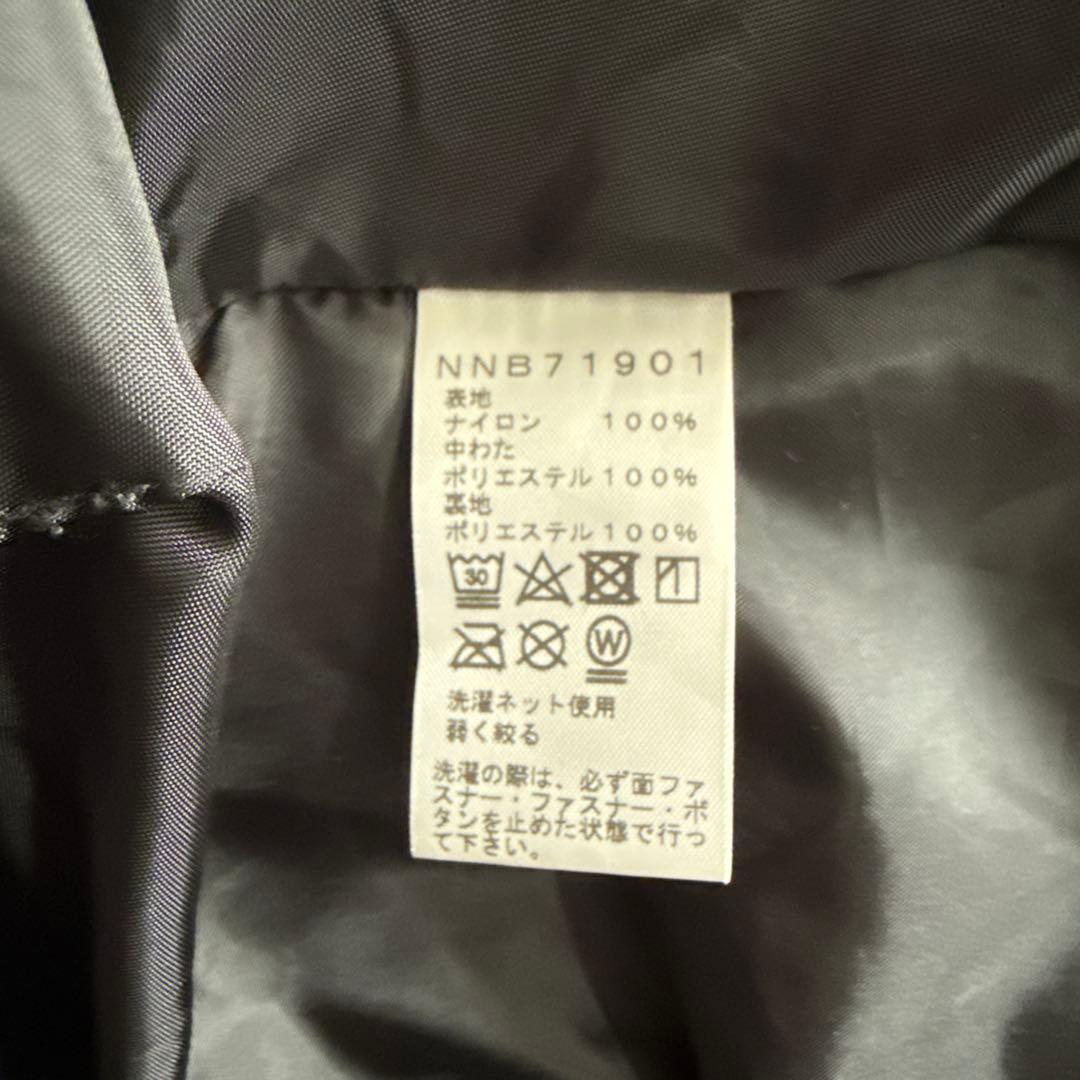 NNB71901
表地
ナイロン 100%
中わた
ポリエステル100%
裏地
ポリエステル100%
30
W
洗濯ネット使用
弱く絞る
洗濯の際は、必ず面ファ
スナー・ファスナー・ボ
タンを止めた状態で行っ
て下さい。